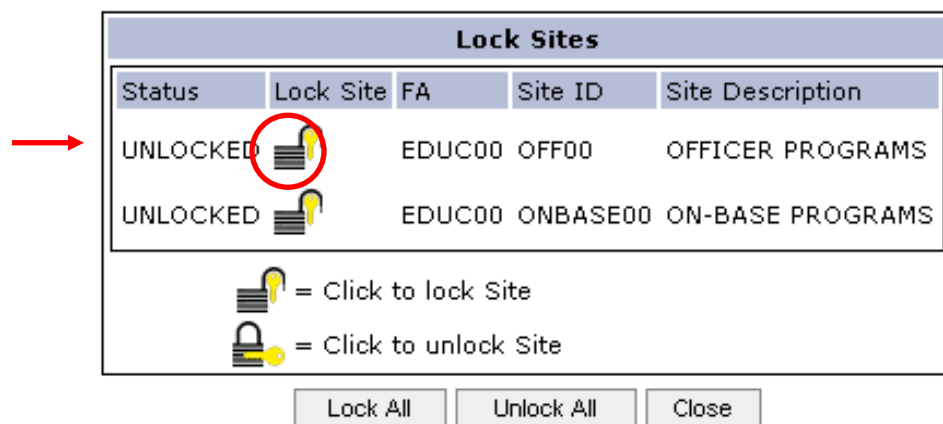 Lock Sites
Status Lock Site FA Site ID Site Description
UNLOCKED EDUC00 OFF00 OFFICER PROGRAMS
UNLOCKED EDUC00 ONBASE00 ON-BASE PROGRAMS
= Click to lock Site
= Click to unlock Site
Lock All Unlock All Close